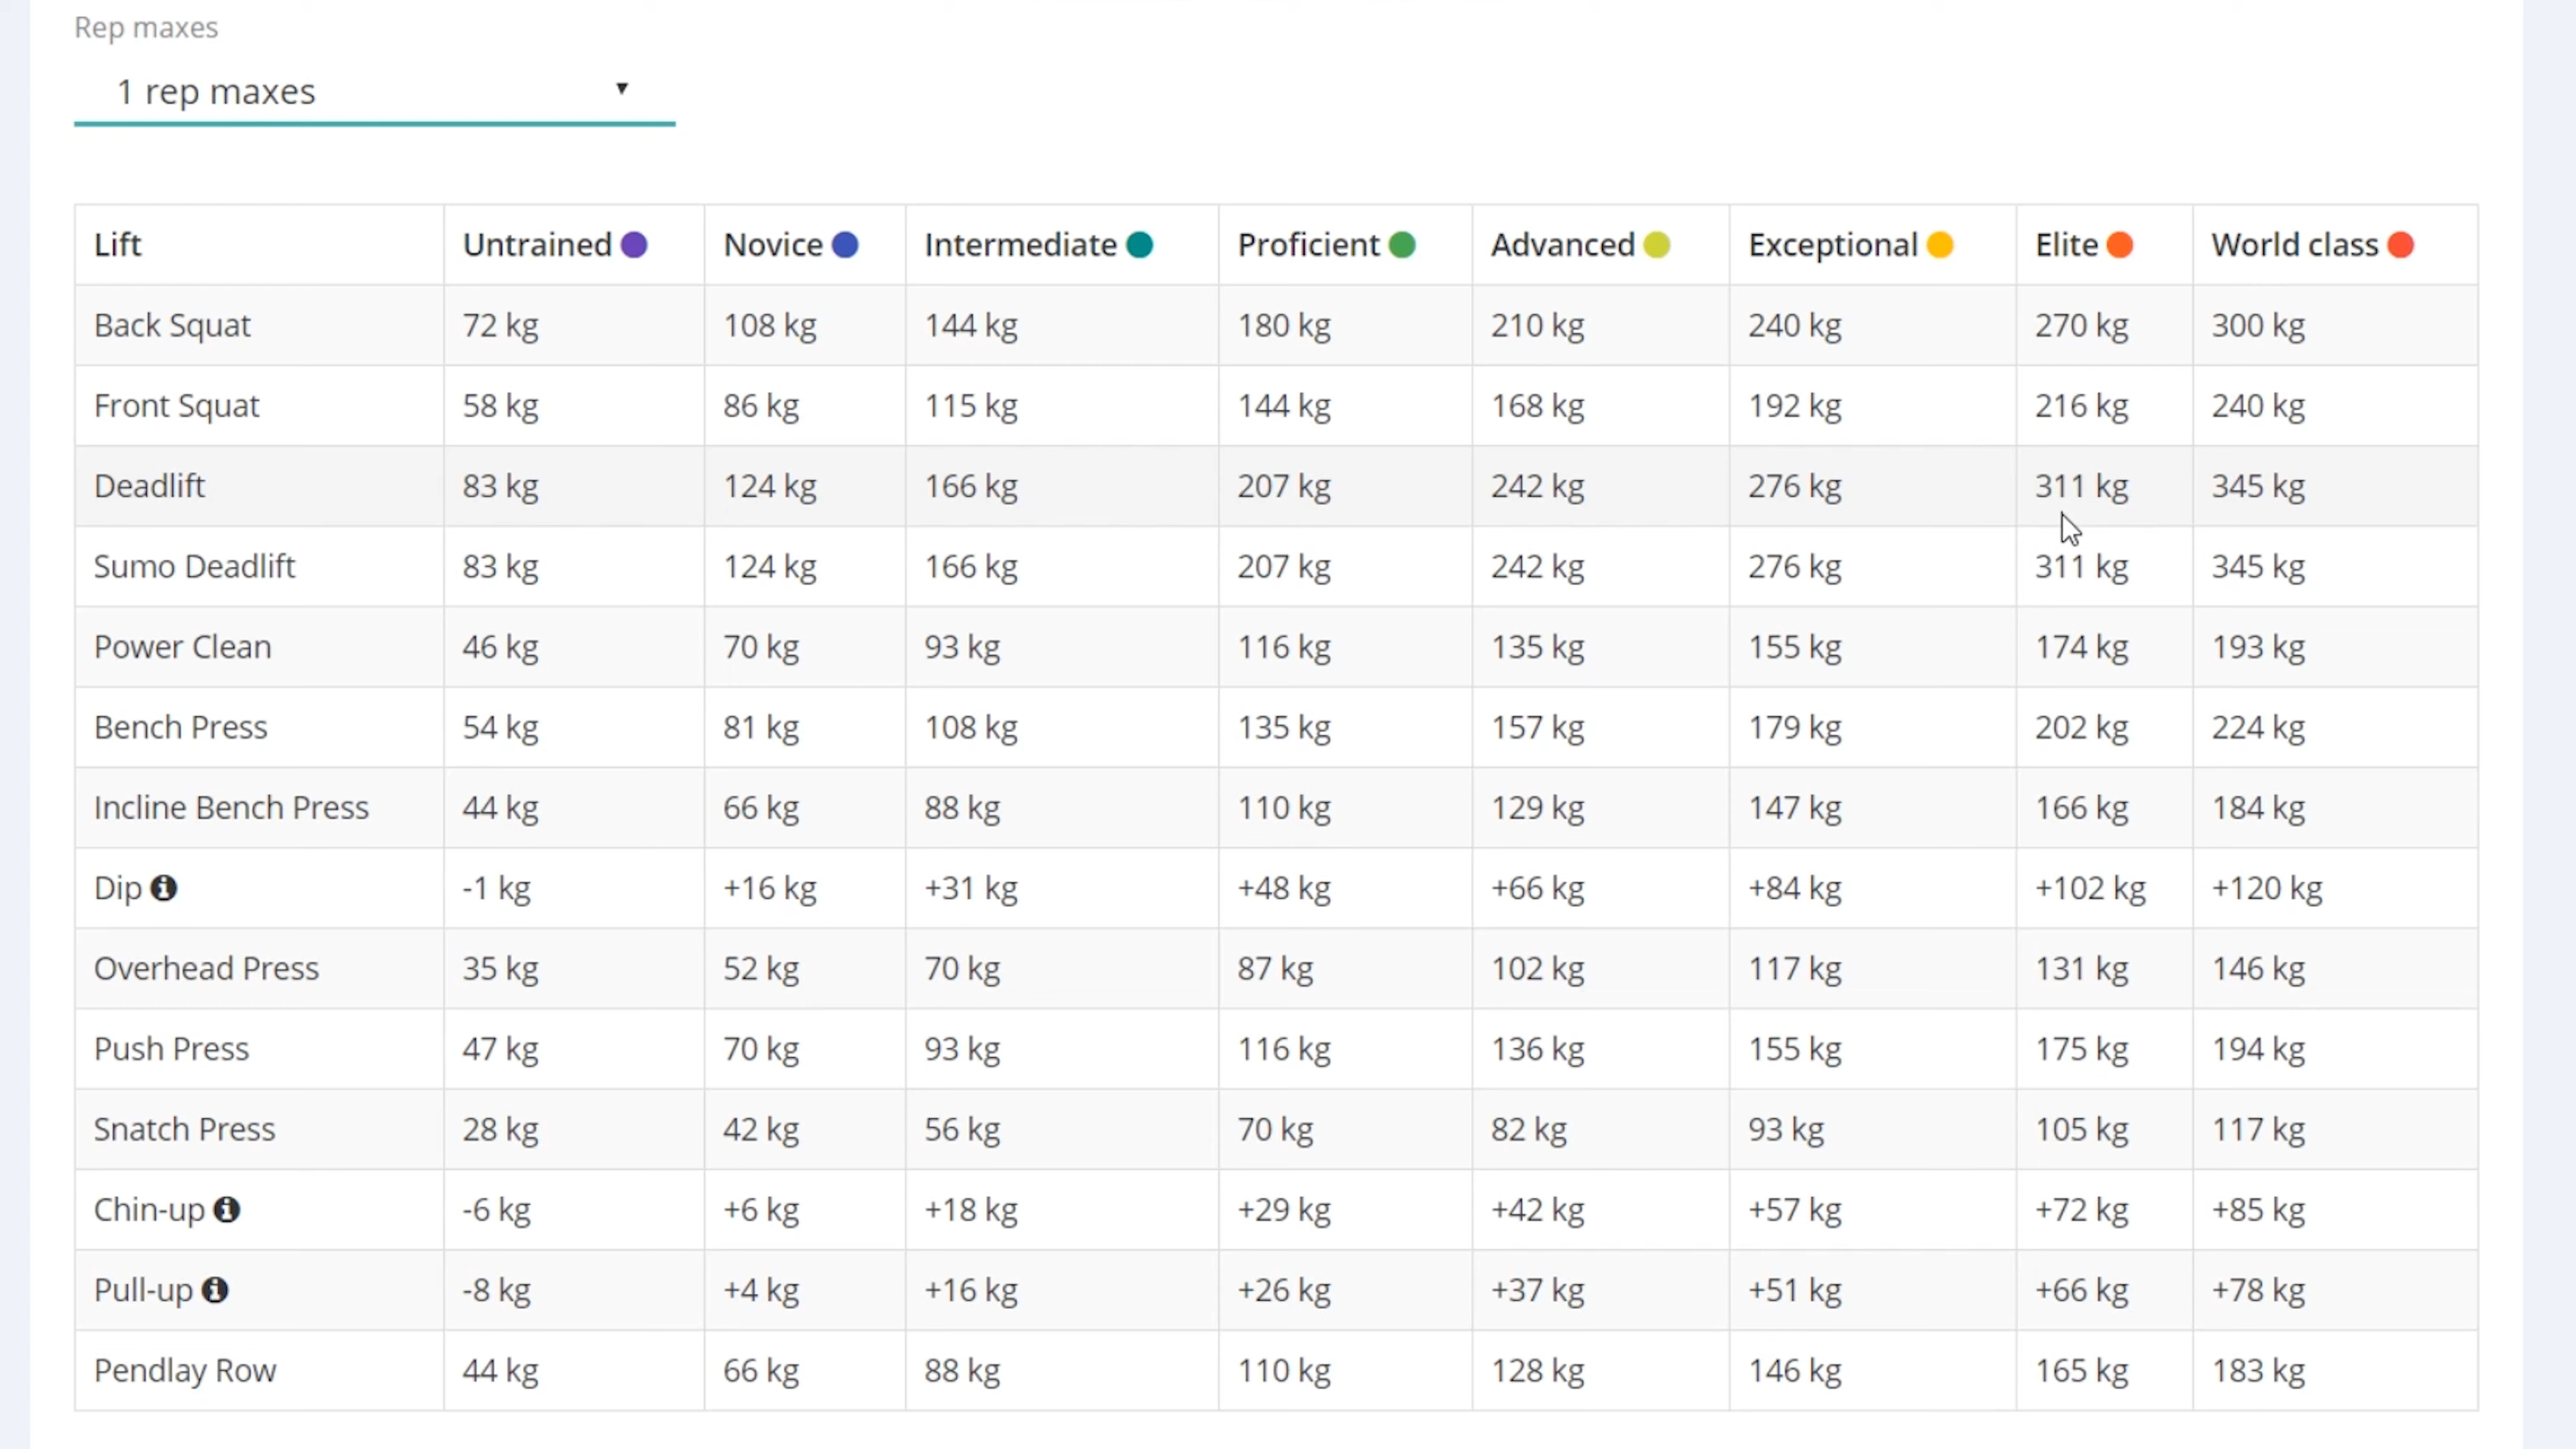 Rep maxes
1 rep maxes
Lift Untrained Novice Intermediate Proficient Advanced Exceptional Elite World class
Back Squat 72 kg 108 kg 144 kg 180 kg 210 kg 240 kg 270 kg 300 kg
Front Squat 58 kg 86 kg 115 kg 144 kg 168 kg 192 kg 216 kg 240 kg
Deadlift 83 kg 124 kg 166 kg 207 kg 242 kg 276 kg 311 kg 345 kg
Sumo Deadlift 83 kg 124 kg 166 kg 207 kg 242 kg 276 kg 311 kg 345 kg
Power Clean 46 kg 70 kg 93 kg 116 kg 135 kg 155 kg 174 kg 193 kg
Bench Press 54 kg 81 kg 108 kg 135 kg 157 kg 179 kg 202 kg 224 kg
Incline Bench Press 44 kg 66 kg 88 kg 110 kg 129 kg 147 kg 166 kg 184 kg
Dip -1 kg +16 kg +31 kg +48 kg +66 kg +84 kg +102 kg +120 kg
Overhead Press 35 kg 52 kg 70 kg 87 kg 102 kg 117 kg 131 kg 146 kg
Push Press 47 kg 70 kg 93 kg 116 kg 136 kg 155 kg 175 kg 194 kg
Snatch Press 28 kg 42 kg 56 kg 70 kg 82 kg 93 kg 105 kg 117 kg
Chin-up -6 kg +6 kg +18 kg +29 kg +42 kg +57 kg +72 kg +85 kg
Pull-up -8 kg +4 kg +16 kg +26 kg +37 kg +51 kg +66 kg +78 kg
Pendlay Row 44 kg 66 kg 88 kg 110 kg 128 kg 146 kg 165 kg 183 kg